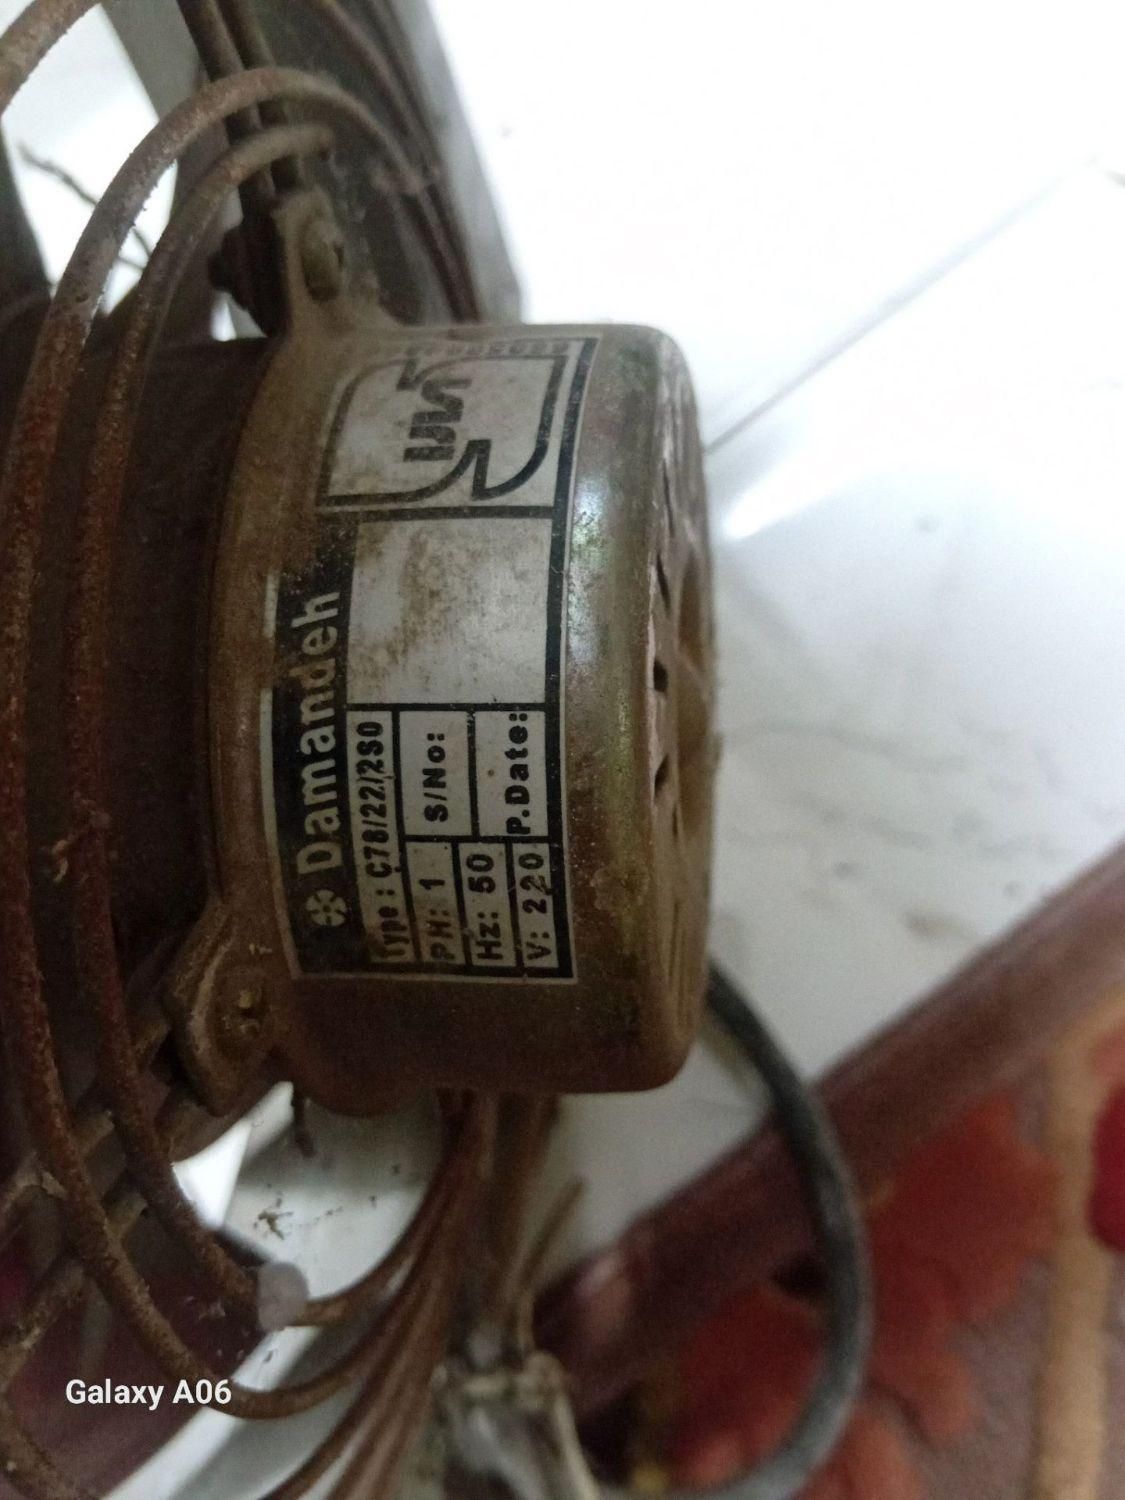 Damandeh
Type: C78/22/2S0
PH: 1
S/No:
Hz: 50
V: 220
P.Date:
Galaxy A06